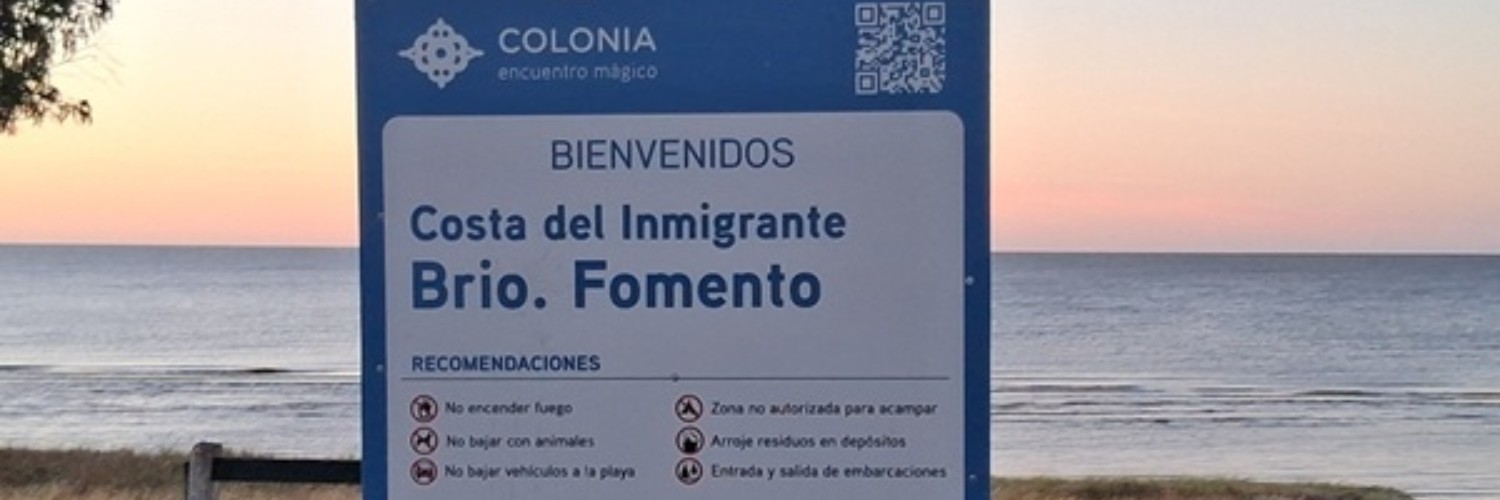 COLONIA
encuentro mágico
BIENVENIDOS
Costa del Inmigrante
Brio. Fomento
RECOMENDACIONES
No encender fuego
Zona no autorizada para acampar
No bajar con animales
Arroje residuos en depósitos
No bajar vehículos a la playa
Entrada y salida de embarcaciones